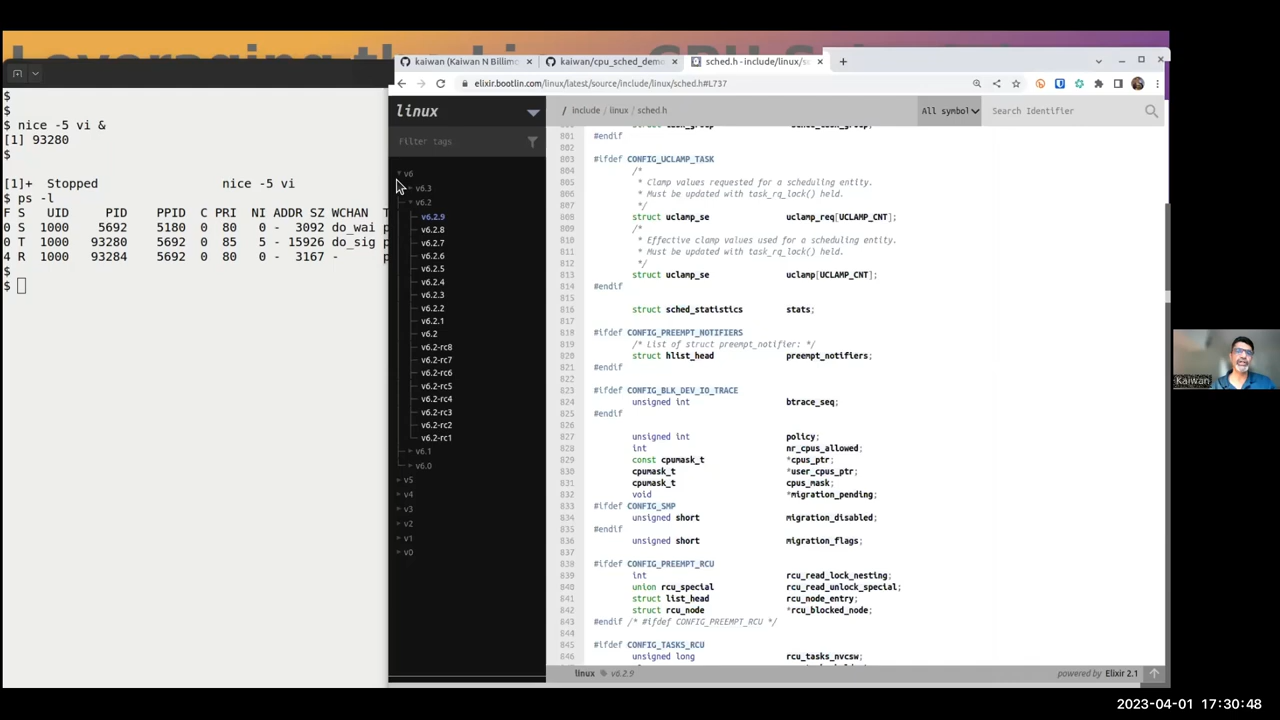 Leveraging the Linux CPU Sched
$
$
$ nice -5 vi &
[1] 93280
$
[1]+  Stopped                 nice -5 vi
$ ps -l
F S   UID     PID    PPID  C PRI  NI ADDR SZ WCHAN  T
0 S  1000    5692    5180  0  80   0 -  3092 do_wai p
0 T  1000   93280    5692  0  85   5 - 15926 do_sig p
4 R  1000   93284    5692  0  80   0 -  3167 -      p
$
kaiwan (Kaiwan N Billim
kaiwan/cpu_sched_demo
sched.h - include/linux/s
elixir.bootlin.com/linux/latest/source/include/linux/sched.h#L737
linux
/ include / linux / sched.h
All symbol
Search Identifier
Filter tags
v6
v6.3
v6.2
v6.2.9
v6.2.8
v6.2.7
v6.2.6
v6.2.5
v6.2.4
v6.2.3
v6.2.2
v6.2.1
v6.2
v6.2-rc8
v6.2-rc7
v6.2-rc6
v6.2-rc5
v6.2-rc4
v6.2-rc3
v6.2-rc2
v6.2-rc1
v6.1
v6.0
v5
v4
v3
v2
v1
v0
801 #endif
802
803 #ifdef CONFIG_UCLAMP_TASK
804 /*
805 * Clamp values requested for a scheduling entity.
806 * Must be updated with task_rq_lock() held.
807 */
808 struct uclamp_se uclamp_req[UCLAMP_CNT];
809 /*
810 * Effective clamp values used for a scheduling entity.
811 * Must be updated with task_rq_lock() held.
812 */
813 struct uclamp_se uclamp[UCLAMP_CNT];
814 #endif
815
816 struct sched_statistics stats;
817
818 #ifdef CONFIG_PREEMPT_NOTIFIERS
819 /* List of struct preempt_notifier: */
820 struct hlist_head preempt_notifiers;
821 #endif
822
823 #ifdef CONFIG_BLK_DEV_IO_TRACE
824 unsigned int btrace_seq;
825 #endif
826
827 unsigned int policy;
828 int nr_cpus_allowed;
829 const cpumask_t *cpus_ptr;
830 cpumask_t *user_cpus_ptr;
831 cpumask_t cpus_mask;
832 void *migration_pending;
833 #ifdef CONFIG_SMP
834 unsigned short migration_disabled;
835 #endif
836 unsigned short migration_flags;
837
838 #ifdef CONFIG_PREEMPT_RCU
839 int rcu_read_lock_nesting;
840 union rcu_special rcu_read_unlock_special;
841 struct list_head rcu_node_entry;
842 struct rcu_node *rcu_blocked_node;
843 #endif /* #ifdef CONFIG_PREEMPT_RCU */
844
845 #ifdef CONFIG_TASKS_RCU
846 unsigned long rcu_tasks_nvcsw;
linux v6.2.9
powered by Elixir 2.1
Kaiwan
2023-04-01 17:30:48